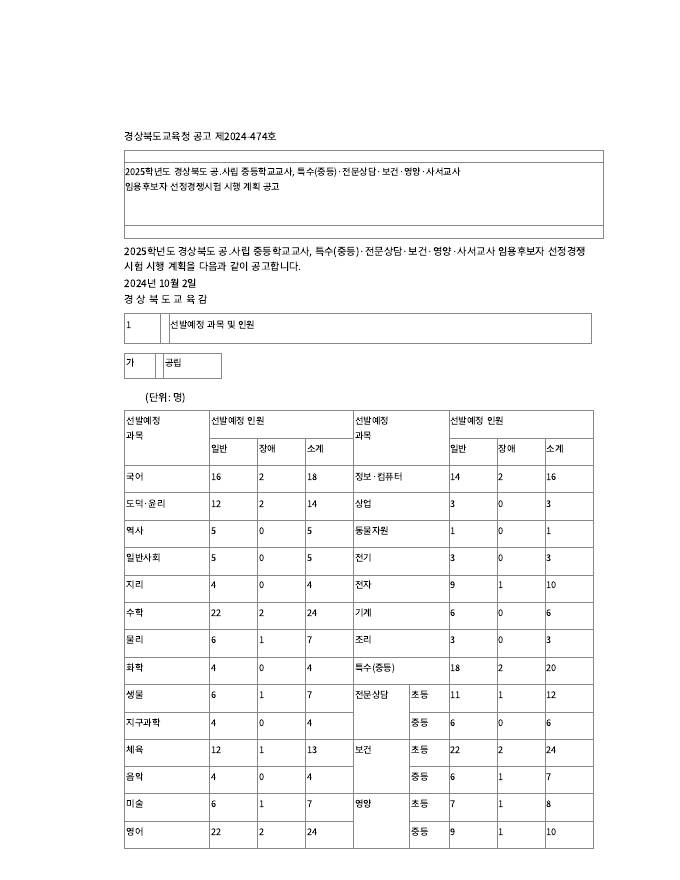 경상북도교육청 공고 제2024-474호
2025학년도 경상북도 공·사립 중등학교교사, 특수(중등)·전문상담·보건·영양·사서교사
임용후보자 선정경쟁시험 시행 계획 공고
2025학년도 경상북도 공·사립 중등학교교사, 특수(중등)·전문상담·보건·영양·사서교사 임용후보자 선정경쟁
시험 시행 계획을 다음과 같이 공고합니다.
2024년 10월 2일
경 상 북 도 교 육 감
1 선발예정 과목 및 인원
가 공립
(단위: 명)
선발예정 과목 선발예정 인원 선발예정 과목 선발예정 인원
일반 장애 소계 일반 장애 소계
국어 16 2 18 정보·컴퓨터 14 2 16
도덕·윤리 12 2 14 상업 3 0 3
역사 5 0 5 동물자원 1 0 1
일반사회 5 0 5 전기 3 0 3
지리 4 0 4 전자 9 1 10
수학 22 2 24 기계 6 0 6
물리 6 1 7 조리 3 0 3
화학 4 0 4 특수(중등) 18 2 20
생물 6 1 7 전문상담 초등 11 1 12
지구과학 4 0 4 중등 6 0 6
체육 12 1 13 보건 초등 22 2 24
음악 4 0 4 중등 6 1 7
미술 6 1 7 영양 초등 7 1 8
영어 22 2 24 중등 9 1 10